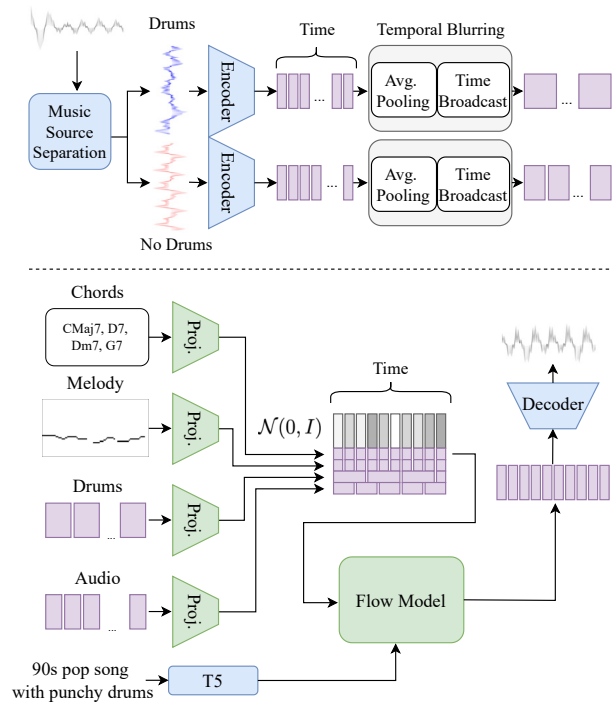 Drums
Time
Temporal Blurring
Music
Source
Separation
Encoder
...
Avg.
Pooling
Time
Broadcast
...
Encoder
...
Avg.
Pooling
Time
Broadcast
...
No Drums
Chords
CMaj7, D7,
Dm7, G7
Proj.
Melody
Proj.
Time
𝒩(0, I)
Decoder
Drums
...
Proj.
Audio
...
Proj.
Flow Model
90s pop song
with punchy drums
T5